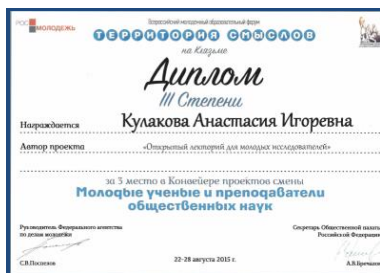 РОС МОЛОДЕЖЬ
Всероссийский молодежный образовательный форум
ТЕРРИТОРИЯ СМЫСЛОВ
на Клязьме
Диплом
III Степени
Награждается Кулакова Анастасия Игоревна
Автор проекта «Открытый лекторий для молодых исследователей»
за 3 место в Конвейере проектов смены
Молодые ученые и преподаватели
общественных наук
Руководитель Федерального агентства
по делам молодежи
Секретарь Общественной палаты
Российской Федерации
С.В.Поспелов
22-28 августа 2015 г.
А.В.Бречалов